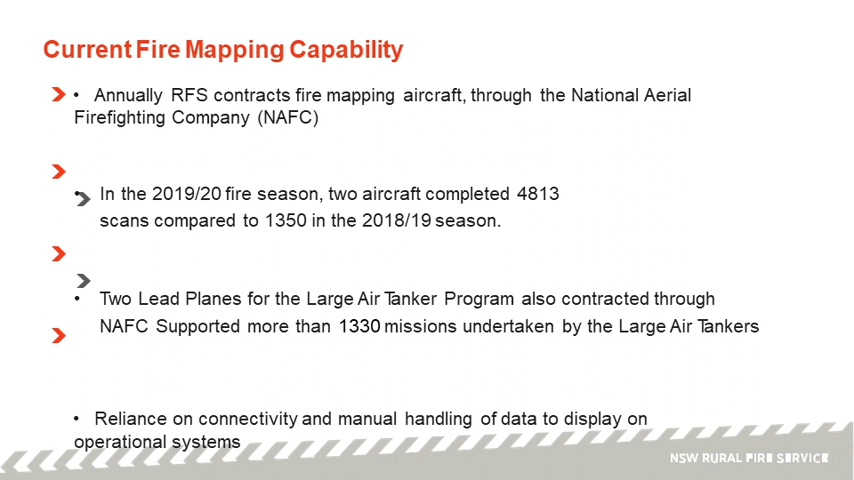 Current Fire Mapping Capability
• Annually RFS contracts fire mapping aircraft, through the National Aerial
Firefighting Company (NAFC)
• In the 2019/20 fire season, two aircraft completed 4813
scans compared to 1350 in the 2018/19 season.
• Two Lead Planes for the Large Air Tanker Program also contracted through
NAFC Supported more than 1330 missions undertaken by the Large Air Tankers
• Reliance on connectivity and manual handling of data to display on
operational systems
NSW RURAL FIRE SERVICE